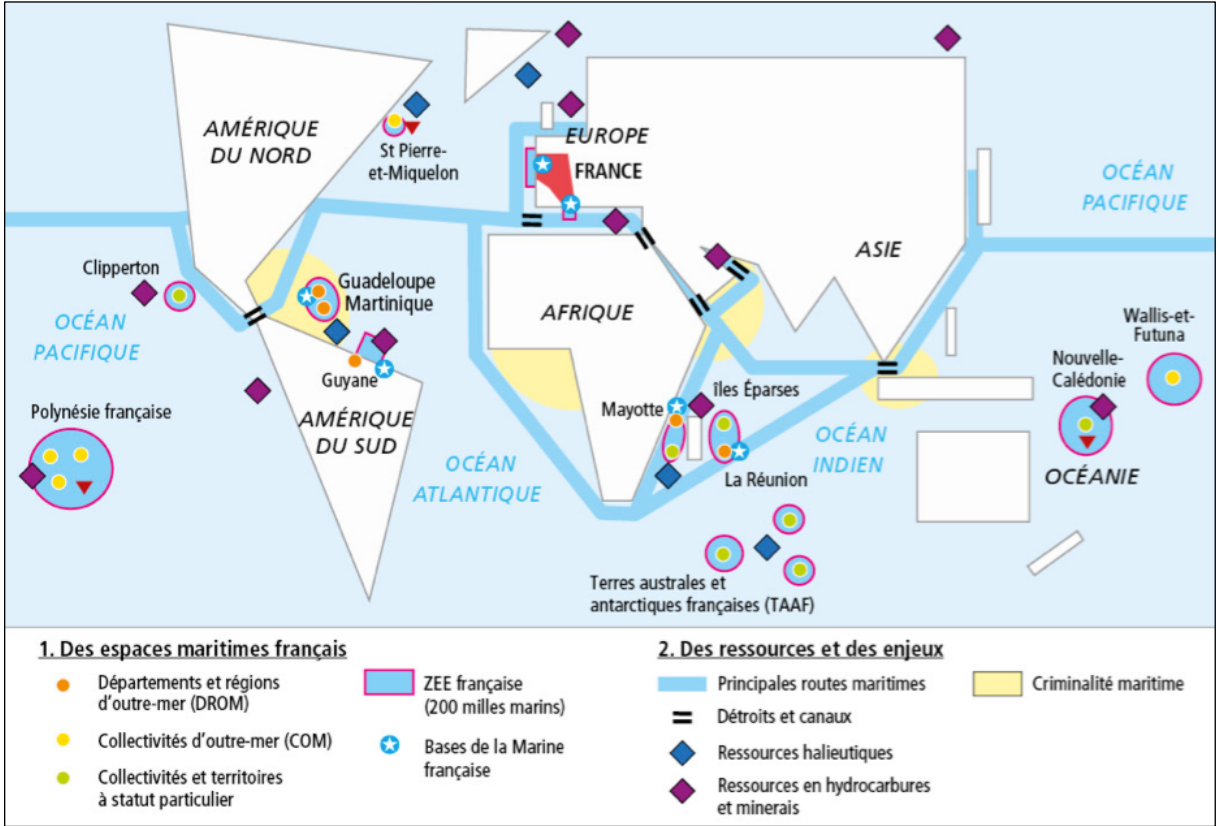 AMÉRIQUE
DU NORD
St Pierre-
et-Miquelon
EUROPE
FRANCE
OCÉAN
PACIFIQUE
ASIE
Clipperton
Guadeloupe
Martinique
AFRIQUE
OCÉAN
PACIFIQUE
Wallis-et-
Futuna
Nouvelle-
Calédonie
Guyane
Polynésie française
AMÉRIQUE
DU SUD
Mayotte
îles Éparses
OCÉAN
ATLANTIQUE
OCÉAN
INDIEN
OCÉANIE
La Réunion
Terres australes et
antarctiques françaises (TAAF)
1. Des espaces maritimes français
Départements et régions
d'outre-mer (DROM)
Collectivités d'outre-mer (COM)
Collectivités et territoires
à statut particulier
ZEE française
(200 milles marins)
Bases de la Marine
française
2. Des ressources et des enjeux
Principales routes maritimes
Détroits et canaux
Ressources halieutiques
Ressources en hydrocarbures
et minerais
Criminalité maritime